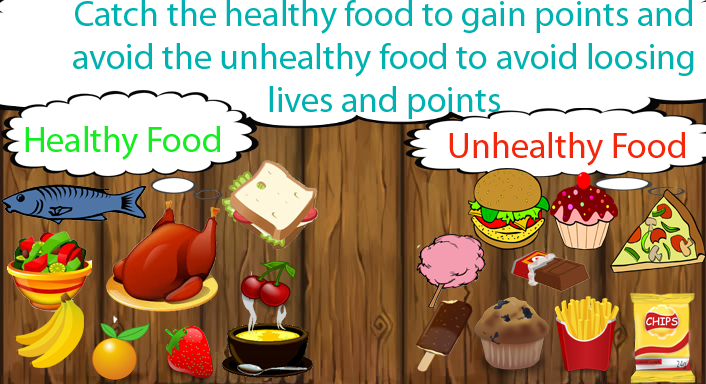 Catch the healthy food to gain points and
avoid the unhealthy food to avoid loosing
lives and points
Healthy Food
Unhealthy Food
CHIPS